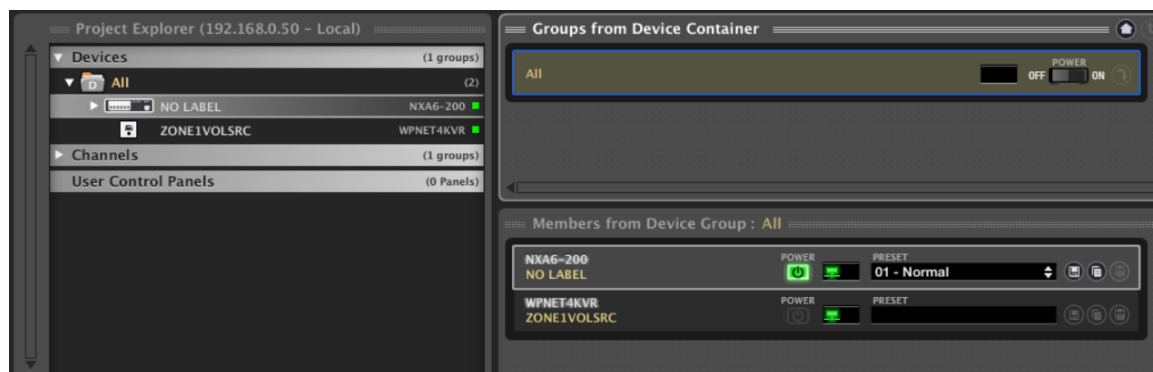 Project Explorer (192.168.0.50 – Local)
Devices (1 groups)
D All (2)
NO LABEL NXA6-200
ZONE1VOLSRC WPNET4KVR
Channels (1 groups)
User Control Panels (0 Panels)
Groups from Device Container
All OFF POWER ON
Members from Device Group : All
NXA6-200 POWER PRESET
NO LABEL 01 - Normal
WPNET4KVR POWER PRESET
ZONE1VOLSRC